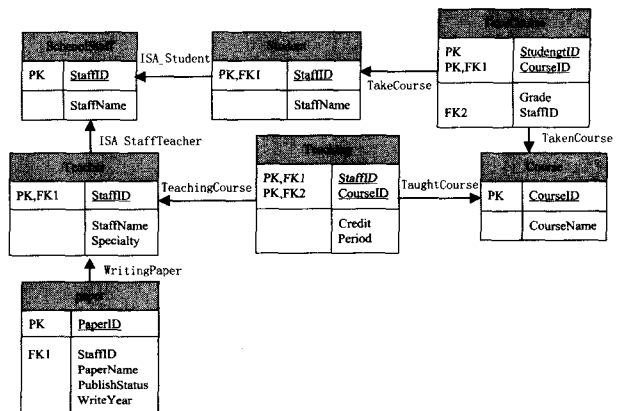 SchoolStaff
PK StaffID
StaffName
ISA_Student
Student
PK,FK1 StaffID
StaffName
TakeCourse
PK StudengtID
PK,FK1 CourseID
Grade
FK2 StaffID
TakenCourse
ISA StaffTeacher
Teacher
PK,FK1 StaffID
StaffName
Specialty
TeachingCourse
Teaching
PK,FK1 StaffID
PK,FK2 CourseID
Credit
Period
TaughtCourse
Course
PK CourseID
CourseName
WritingPaper
paper
PK PaperID
FK1 StaffID
PaperName
PublishStatus
WriteYear